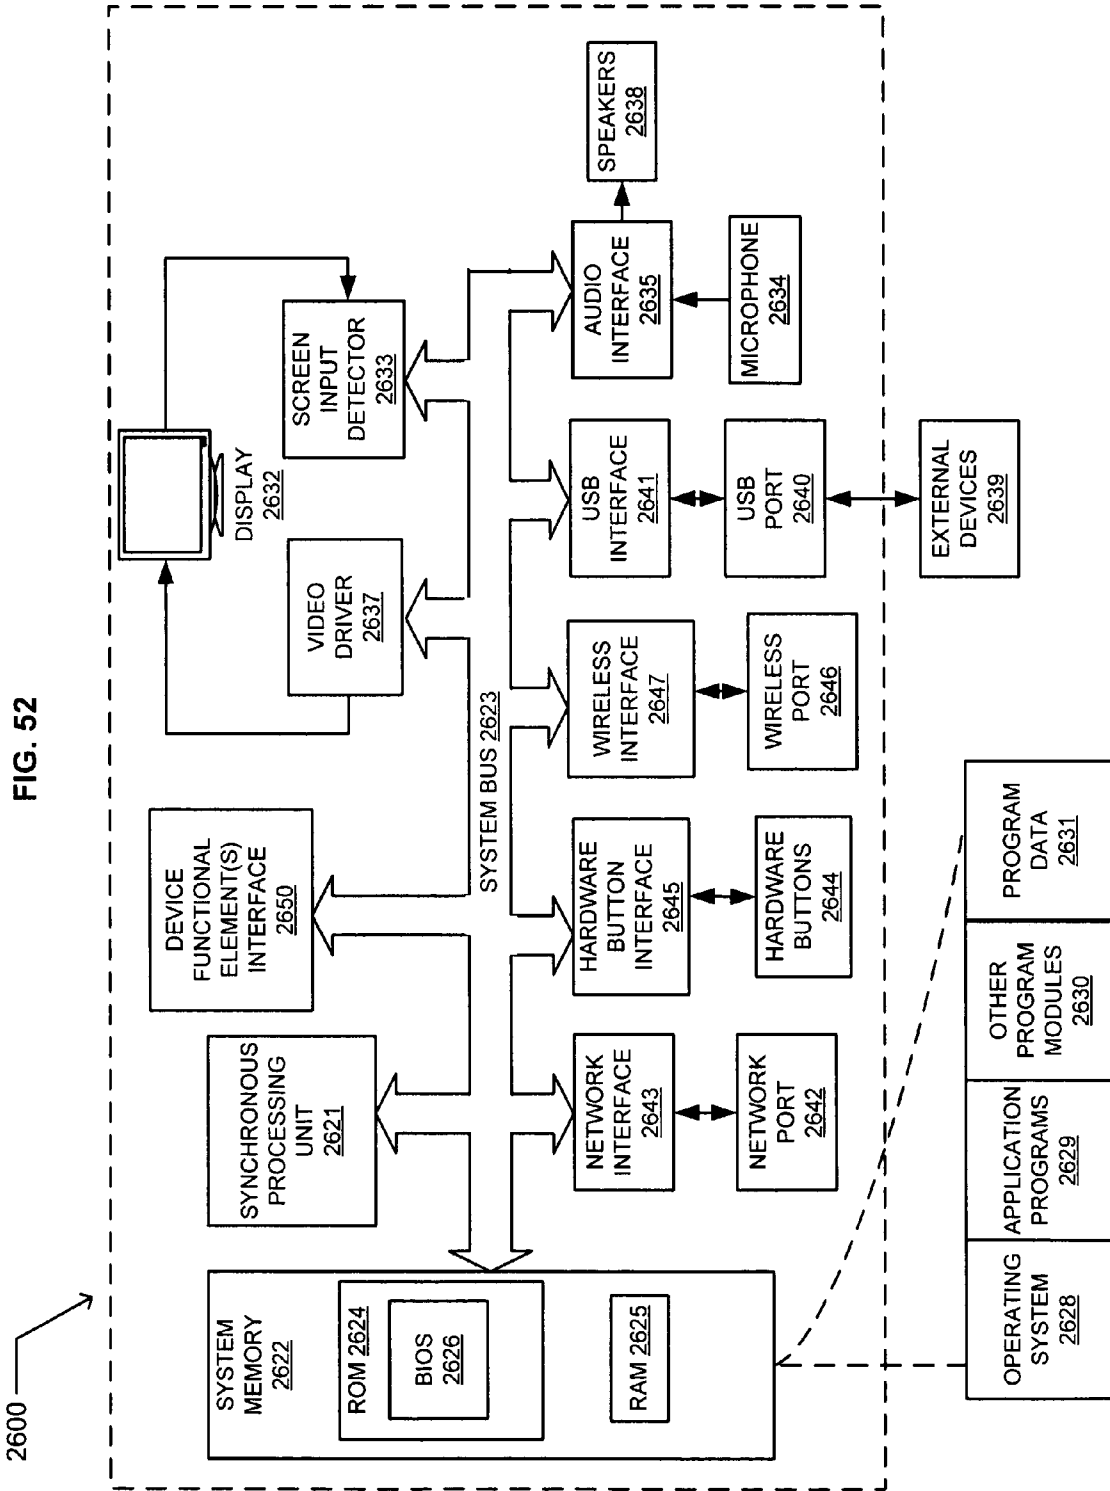 FIG. 52
2600
SYSTEM
MEMORY
2622
ROM 2624
BIOS
2626
RAM 2625
SYNCHRONOUS
PROCESSING
UNIT
2621
DEVICE
FUNCTIONAL
ELEMENT(S)
INTERFACE
2650
VIDEO
DRIVER
2637
DISPLAY
2632
SCREEN
INPUT
DETECTOR
2633
SYSTEM BUS 2623
NETWORK
INTERFACE
2643
HARDWARE
BUTTON
INTERFACE
2645
WIRELESS
INTERFACE
2647
USB
INTERFACE
2641
AUDIO
INTERFACE
2635
SPEAKERS
2638
NETWORK
PORT
2642
HARDWARE
BUTTONS
2644
WIRELESS
PORT
2646
USB
PORT
2640
MICROPHONE
2634
EXTERNAL
DEVICES
2639
OPERATING
SYSTEM
2628
APPLICATION
PROGRAMS
2629
OTHER
PROGRAM
MODULES
2630
PROGRAM
DATA
2631